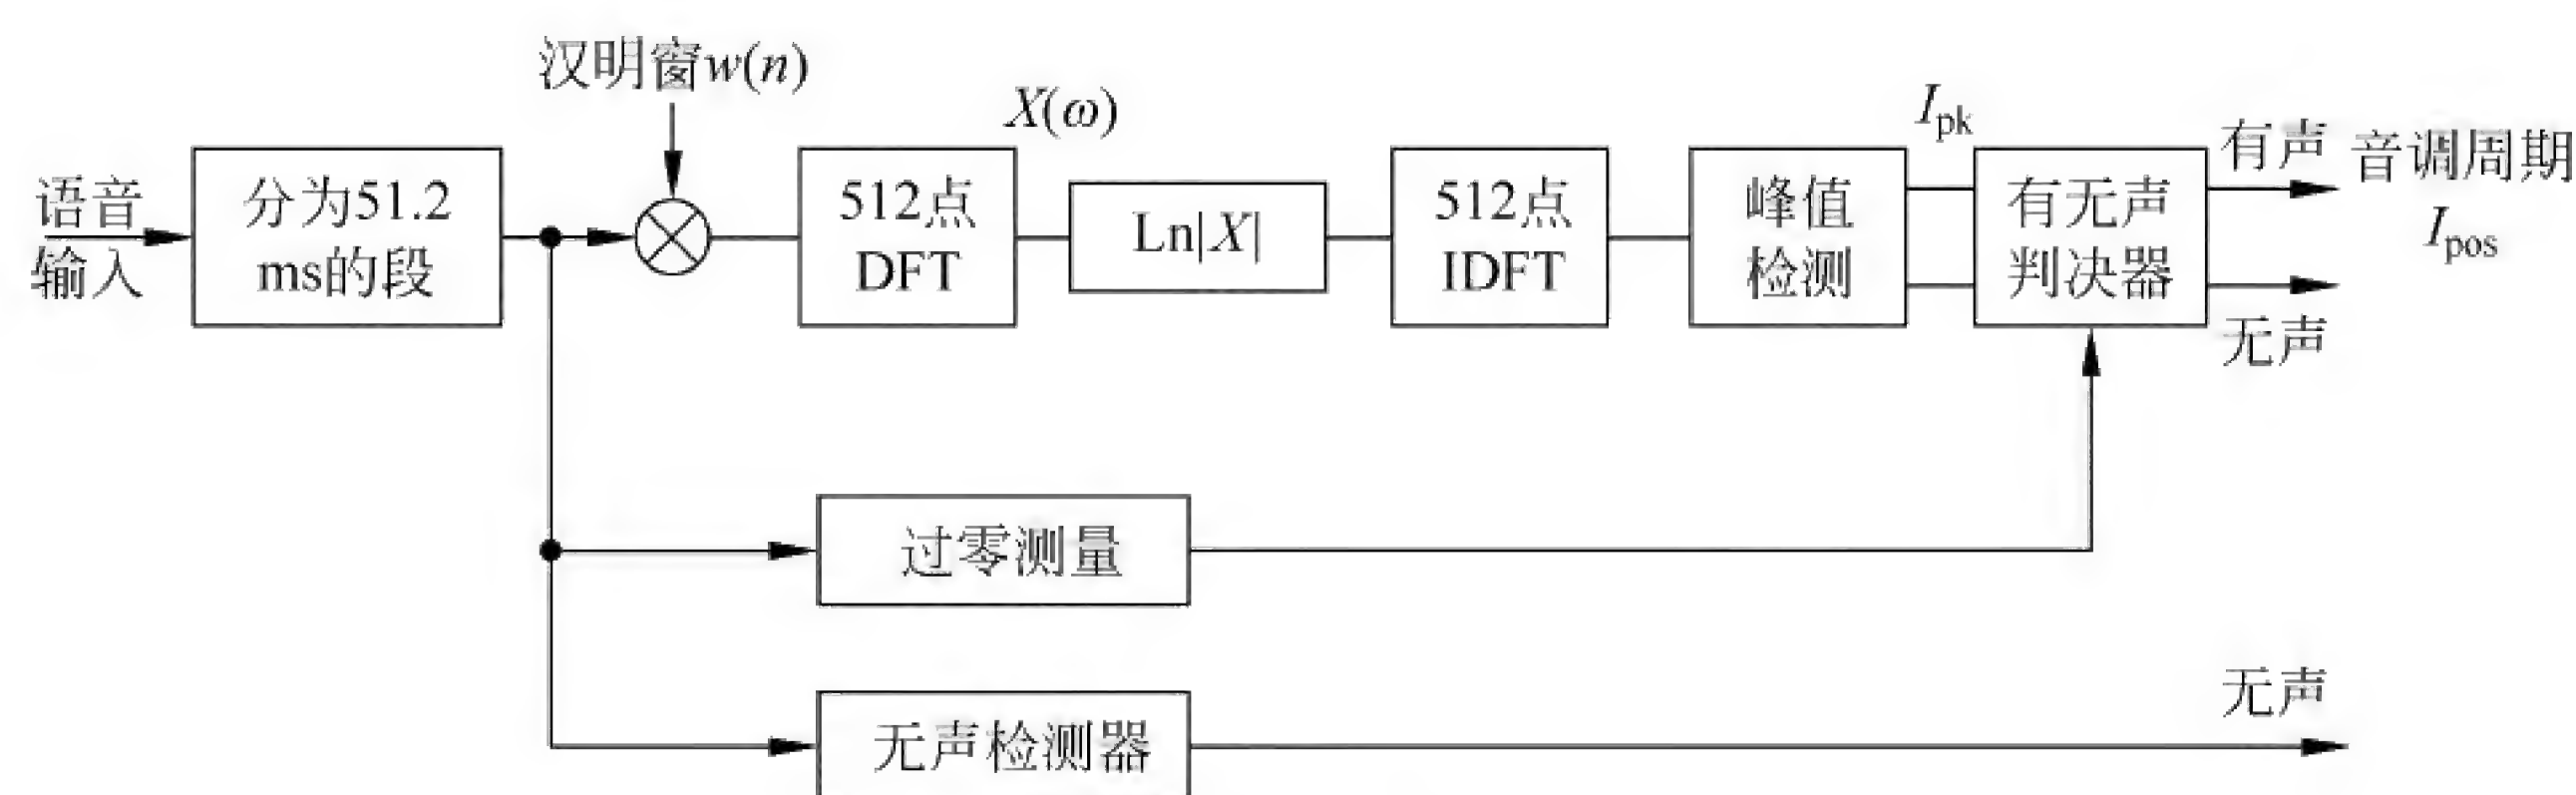 汉明窗w(n)
X(ω)
I_pk
语音
输入
分为51.2
ms的段
512点
DFT
Ln|X|
512点
IDFT
峰值
检测
有无声
判决器
有声
无声
音调周期
I_pos
过零测量
无声检测器
无声